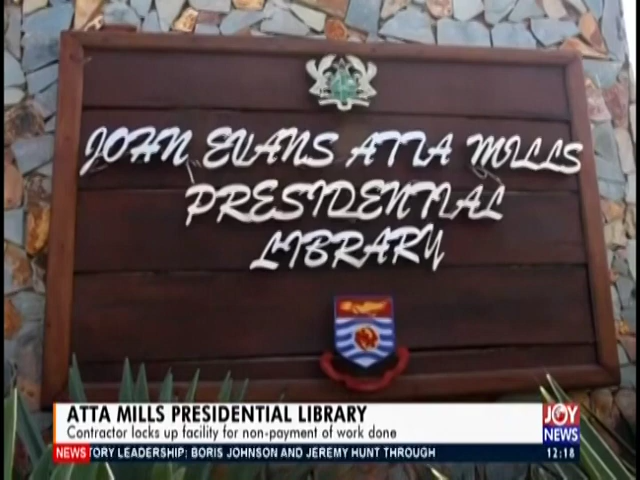 JOHN EVANS ATTA MILLS
PRESIDENTIAL
LIBRARY
ATTA MILLS PRESIDENTIAL LIBRARY
Contractor locks up facility for non-payment of work done
JOY
NEWS
NEWS TORY LEADERSHIP: BORIS JOHNSON AND JEREMY HUNT THROUGH
12:18